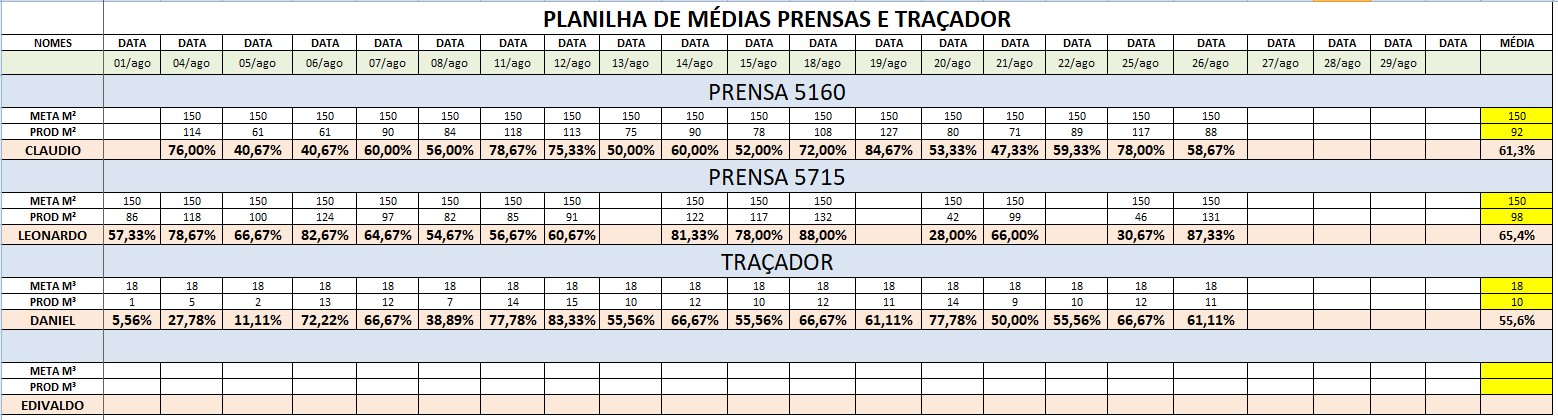 PLANILHA DE MÉDIAS PRENSAS E TRAÇADOR
NOMES DATA DATA DATA DATA DATA DATA DATA DATA DATA DATA DATA DATA DATA DATA DATA DATA DATA DATA DATA DATA DATA DATA MÉDIA
01/ago 04/ago 05/ago 06/ago 07/ago 08/ago 11/ago 12/ago 13/ago 14/ago 15/ago 18/ago 19/ago 20/ago 21/ago 22/ago 25/ago 26/ago 27/ago 28/ago 29/ago
PRENSA 5160
META M² 150 150 150 150 150 150 150 150 150 150 150 150 150 150 150 150 150 150
PROD M² 114 61 61 90 84 118 113 75 90 78 108 127 80 71 89 117 88 92
CLAUDIO 76,00% 40,67% 40,67% 60,00% 56,00% 78,67% 75,33% 50,00% 60,00% 52,00% 72,00% 84,67% 53,33% 47,33% 59,33% 78,00% 58,67% 61,3%
PRENSA 5715
META M² 150 150 150 150 150 150 150 150 150 150 150 150 150 150 150 150
PROD M² 86 118 100 124 97 82 85 91 122 117 132 42 99 46 131 98
LEONARDO 57,33% 78,67% 66,67% 82,67% 64,67% 54,67% 56,67% 60,67% 81,33% 78,00% 88,00% 28,00% 66,00% 30,67% 87,33% 65,4%
TRAÇADOR
META M³ 18 18 18 18 18 18 18 18 18 18 18 18 18 18 18 18 18 18 18
PROD M³ 1 5 2 13 12 7 14 15 10 12 10 12 11 14 9 10 12 11 10
DANIEL 5,56% 27,78% 11,11% 72,22% 66,67% 38,89% 77,78% 83,33% 55,56% 66,67% 55,56% 66,67% 61,11% 77,78% 50,00% 55,56% 66,67% 61,11% 55,6%
META M³
PROD M³
EDIVALDO